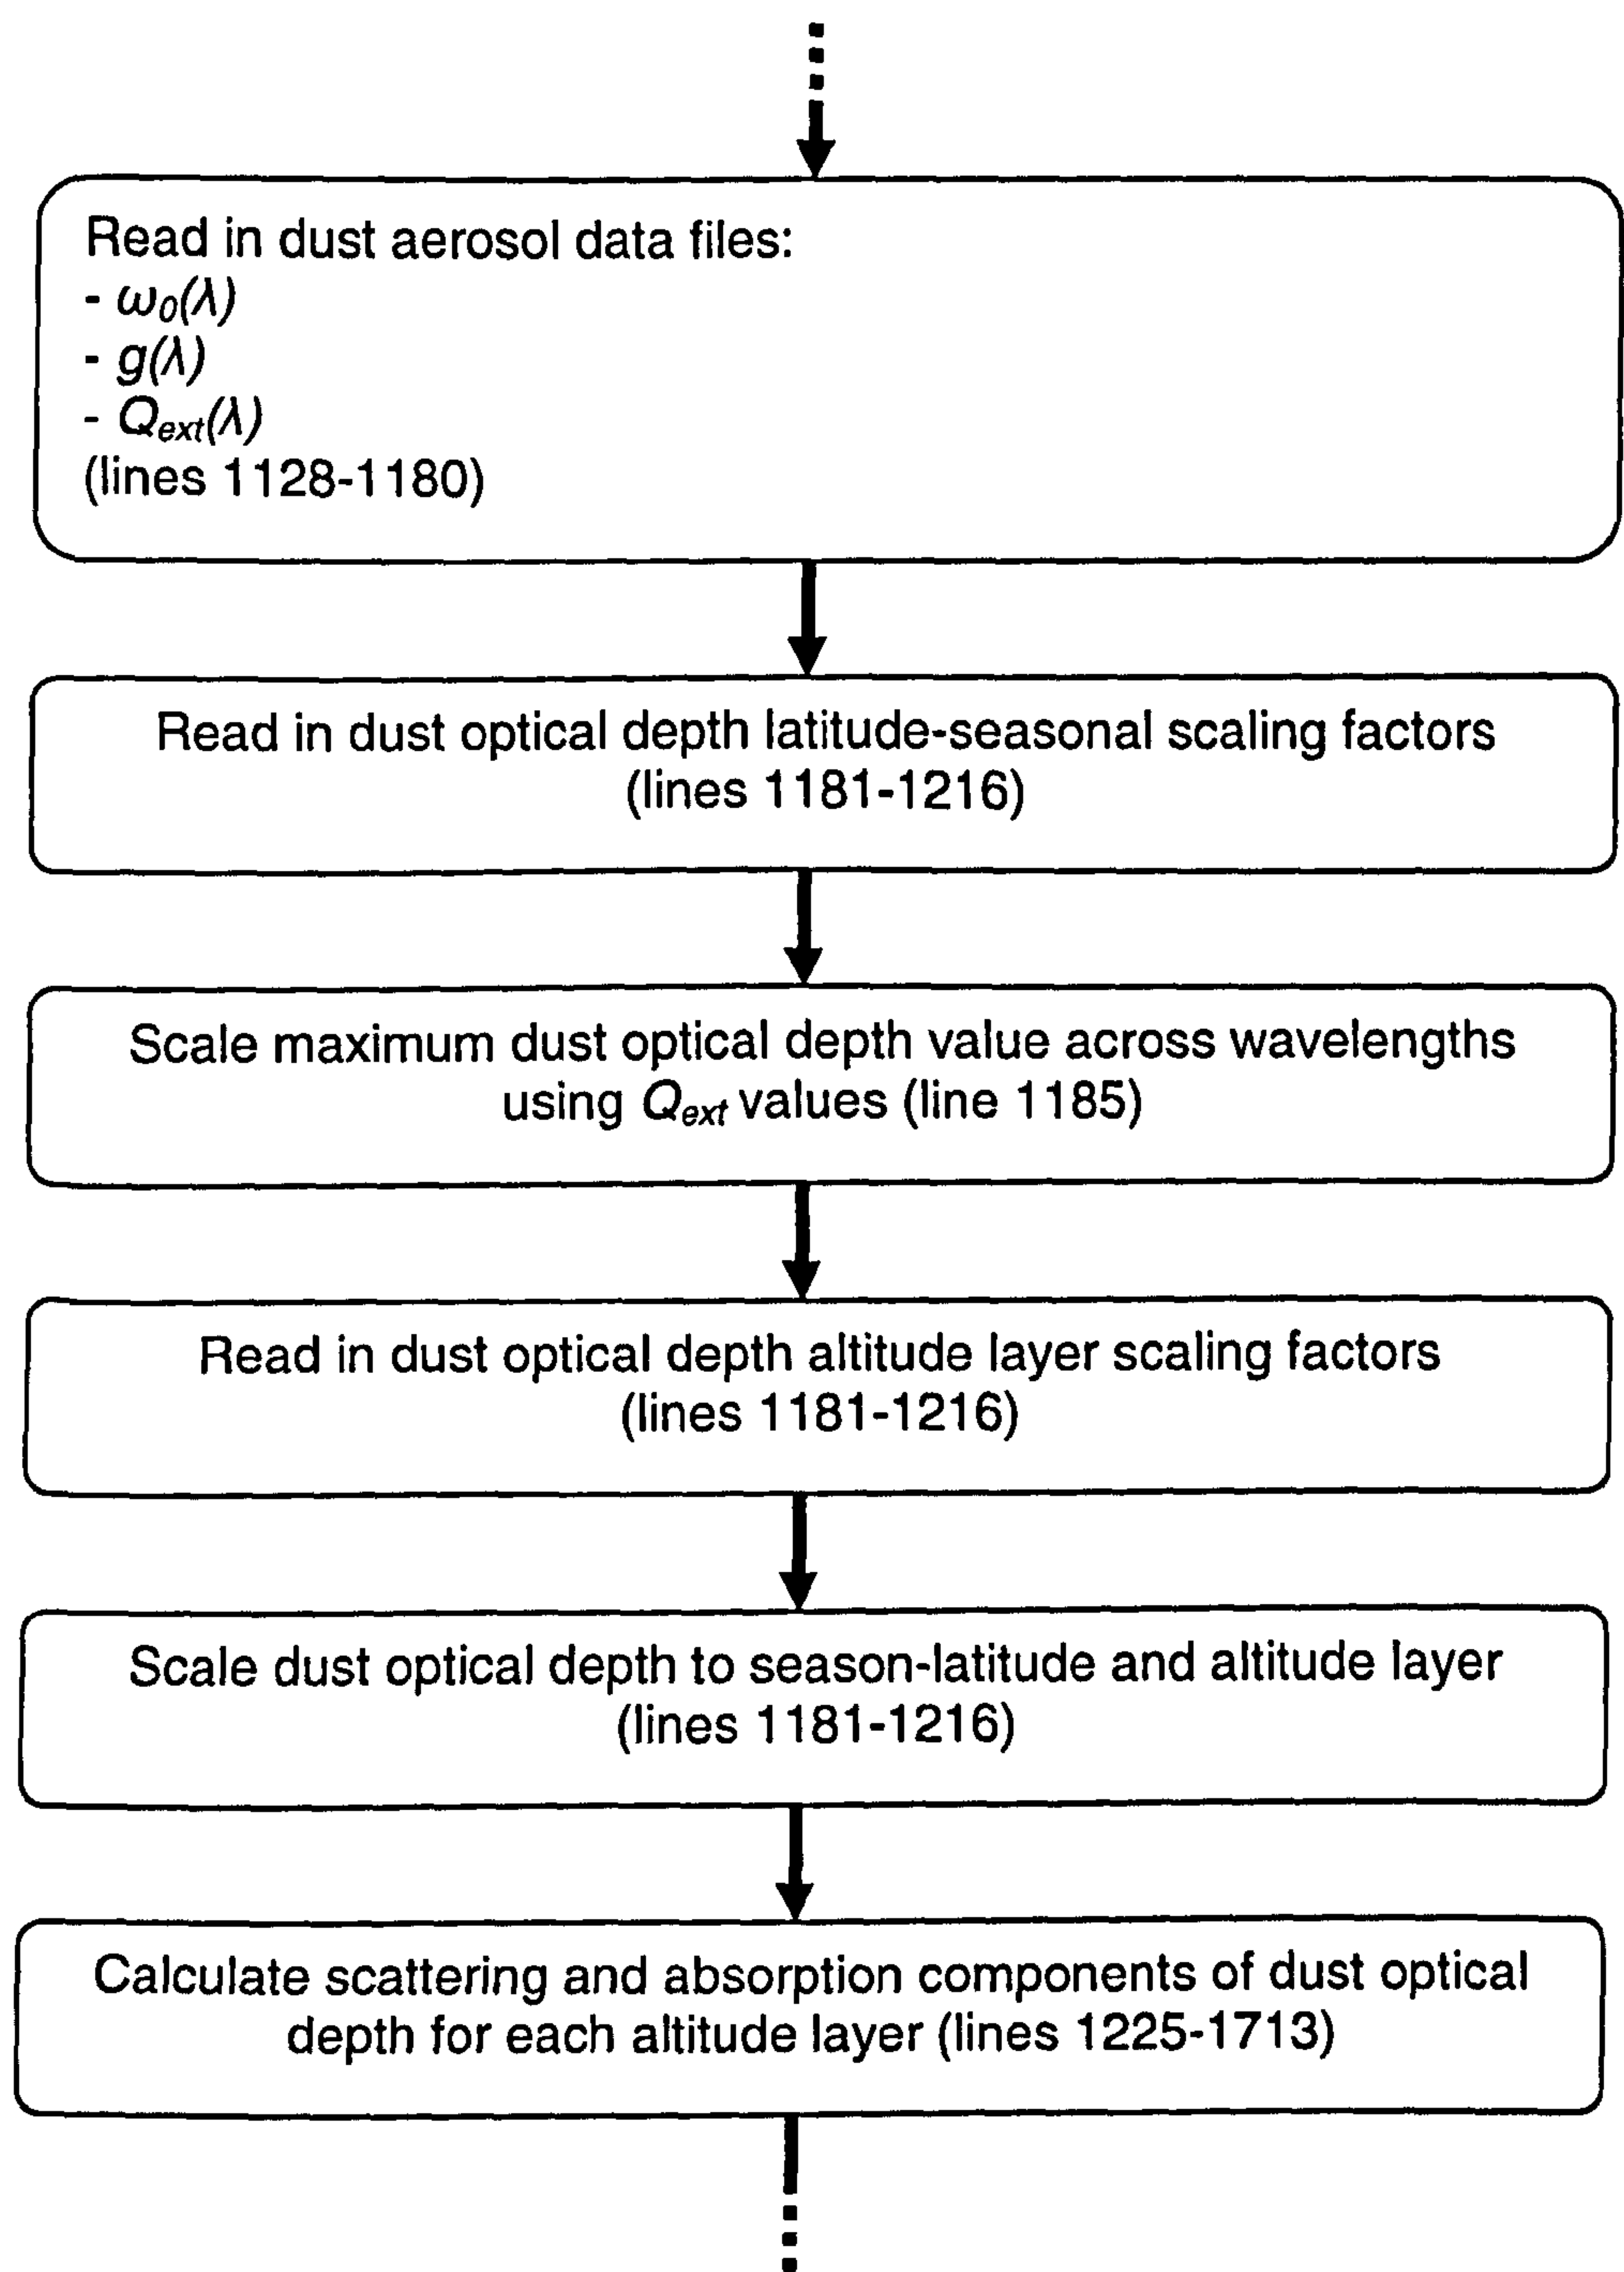 Read in dust aerosol data files:
- ω₀(λ)
- g(λ)
- Qₑₓₜ(λ)
(lines 1128-1180)
Read in dust optical depth latitude-seasonal scaling factors
(lines 1181-1216)
Scale maximum dust optical depth value across wavelengths
using Qₑₓₜ values (line 1185)
Read in dust optical depth altitude layer scaling factors
(lines 1181-1216)
Scale dust optical depth to season-latitude and altitude layer
(lines 1181-1216)
Calculate scattering and absorption components of dust optical
depth for each altitude layer (lines 1225-1713)